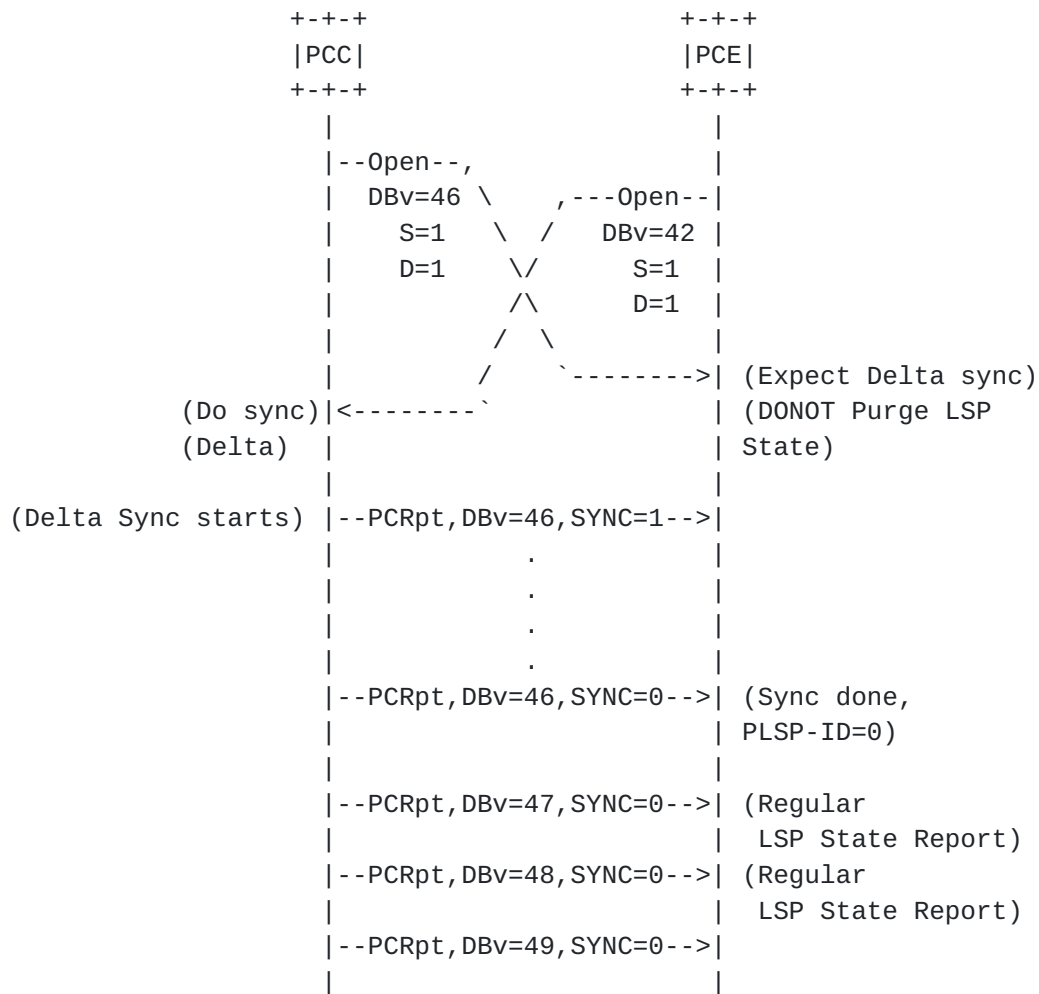 +-+-+                    +-+-+
                  |PCC|                    |PCE|
                  +-+-+                    +-+-+
                    |                        |
                    |--Open--,               |
                    |  DBv=46 \    ,---Open--|
                    |    S=1   \  /   DBv=42 |
                    |    D=1    \/      S=1  |
                    |           /\      D=1  |
                    |          /  \          |
                    |         /    `-------->| (Expect Delta sync)
           (Do sync)|<--------`              | (DONOT Purge LSP
           (Delta)  |                        | State)
                    |                        |
(Delta Sync starts) |--PCRpt,DBv=46,SYNC=1-->|
                    |            .           |
                    |            .           |
                    |            .           |
                    |            .           |
                    |--PCRpt,DBv=46,SYNC=0-->| (Sync done,
                    |                        | PLSP-ID=0)
                    |                        |
                    |--PCRpt,DBv=47,SYNC=0-->| (Regular
                    |                        |  LSP State Report)
                    |--PCRpt,DBv=48,SYNC=0-->| (Regular
                    |                        |  LSP State Report)
                    |--PCRpt,DBv=49,SYNC=0-->|
                    |                        |